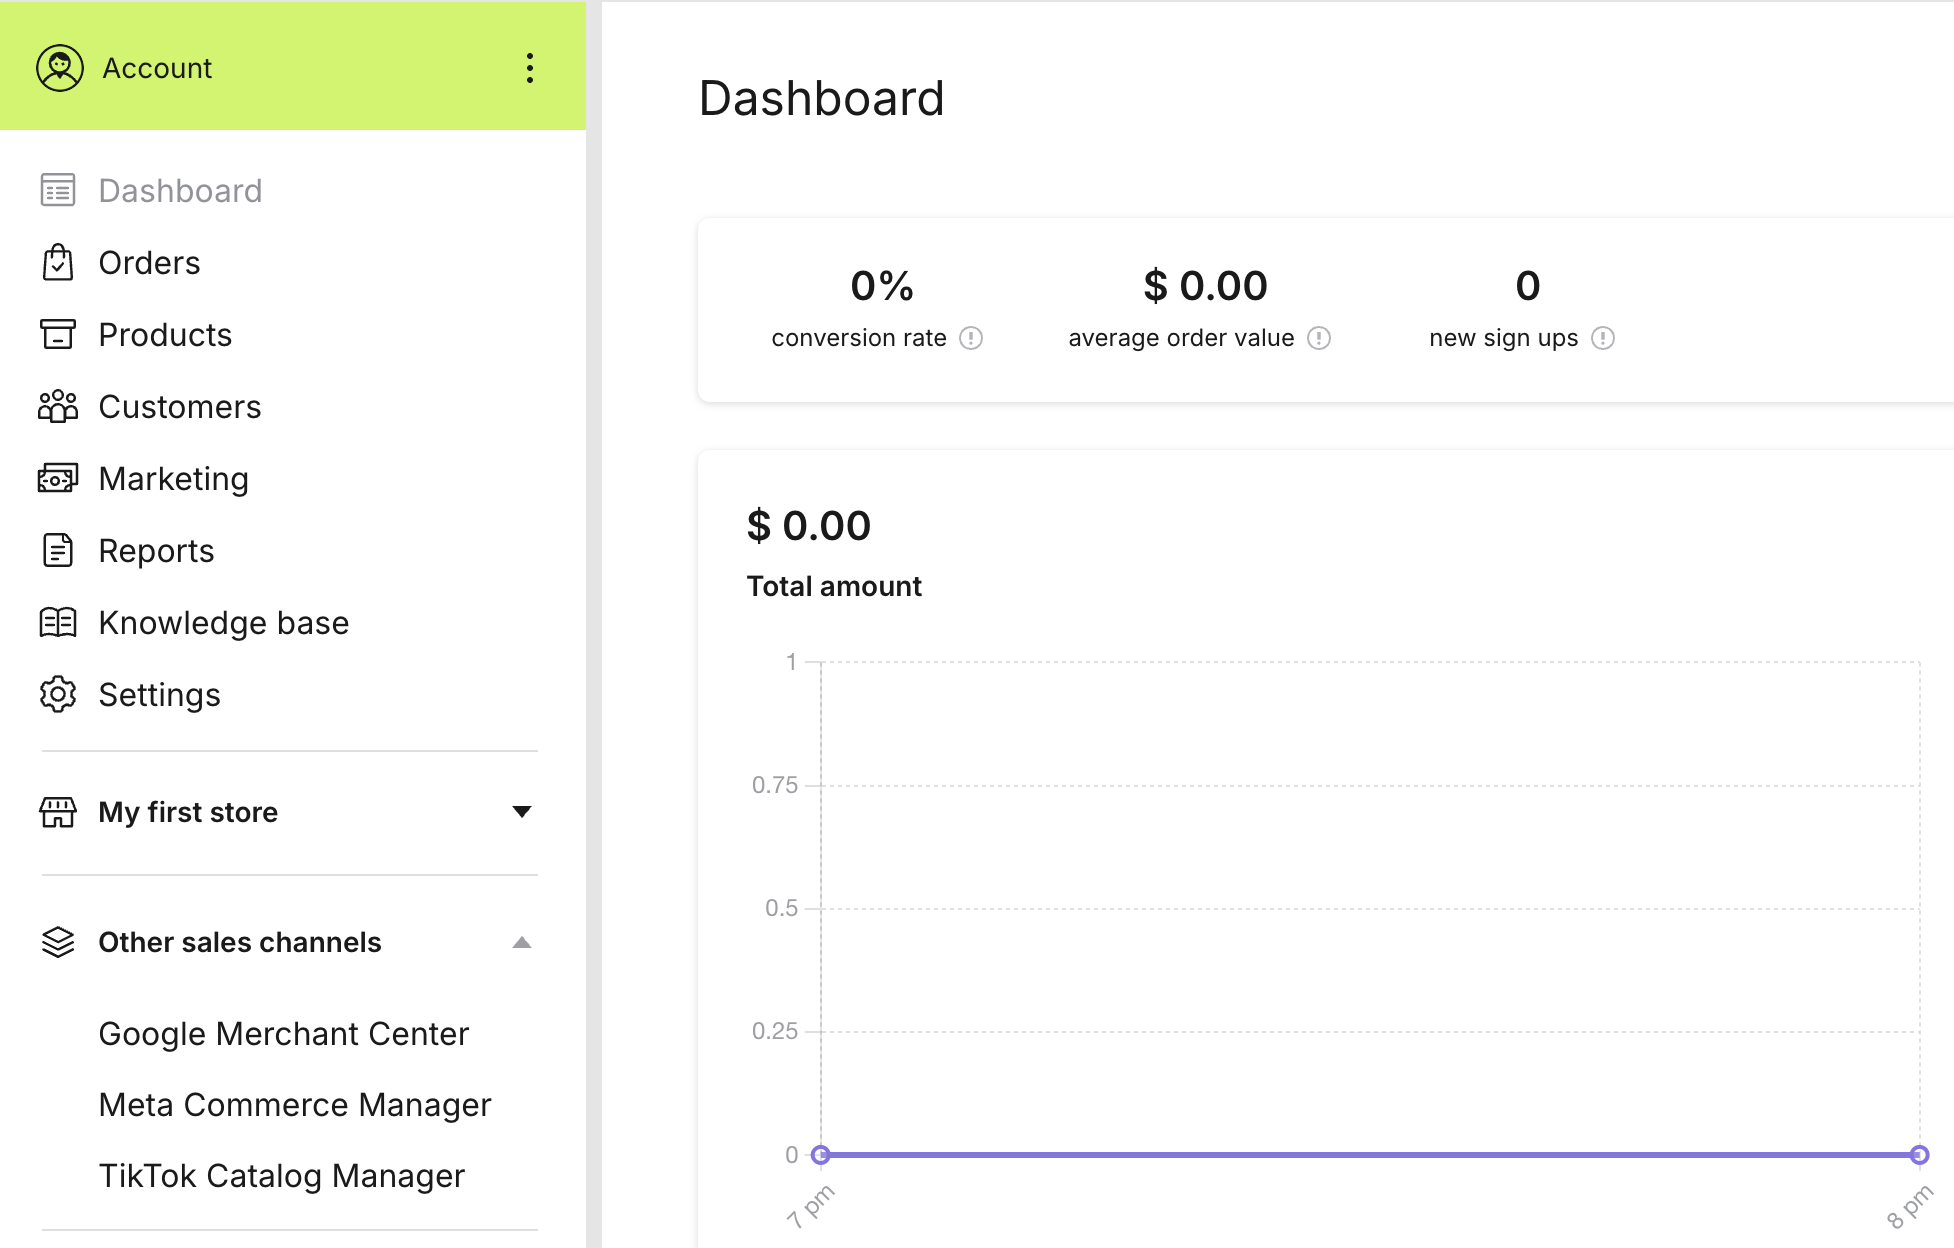 Account
Dashboard
Orders
Products
Customers
Marketing
Reports
Knowledge base
Settings
My first store
Other sales channels
Google Merchant Center
Meta Commerce Manager
TikTok Catalog Manager
Dashboard
0%
conversion rate
$ 0.00
average order value
0
new sign ups
$ 0.00
Total amount
1
0.75
0.5
0.25
0
7 pm
8 pm